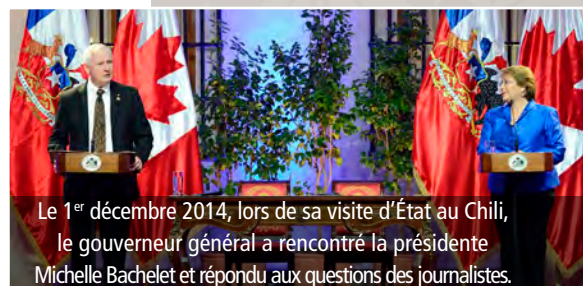 Le 1er décembre 2014, lors de sa visite d’État au Chili,
le gouverneur général a rencontré la présidente
Michelle Bachelet et répondu aux questions des journalistes.